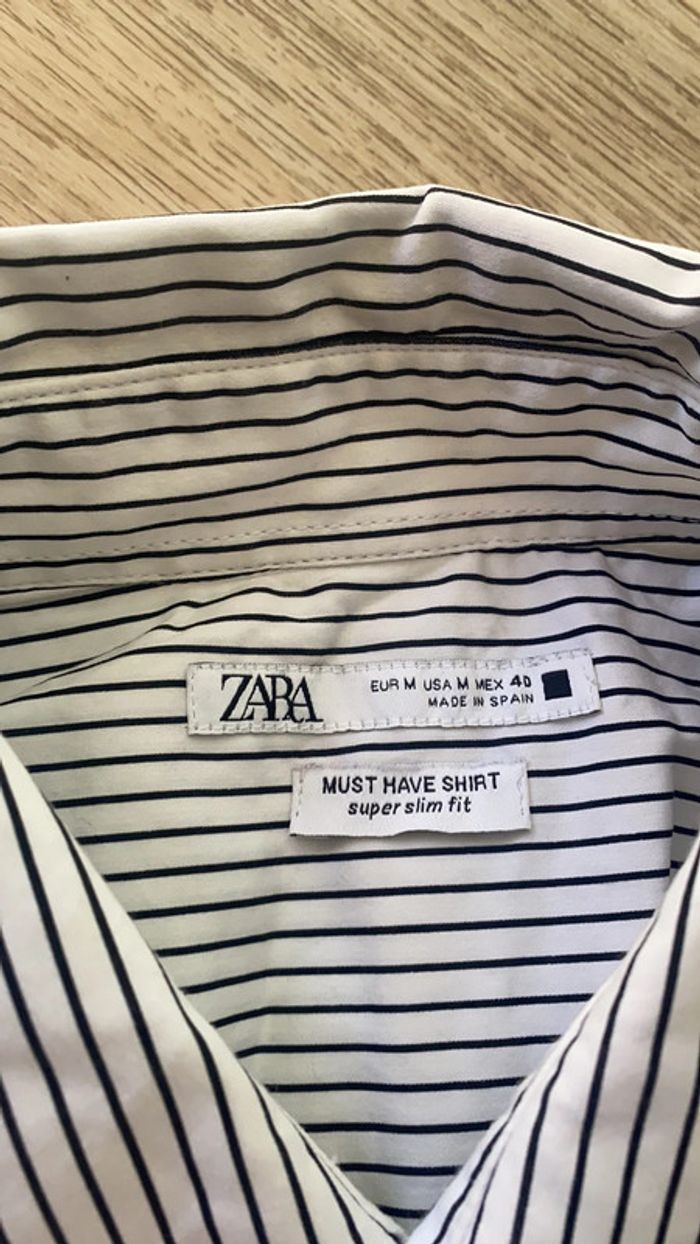 ZARA
EUR M USA M MEX 40
MADE IN SPAIN
MUST HAVE SHIRT
super slim fit